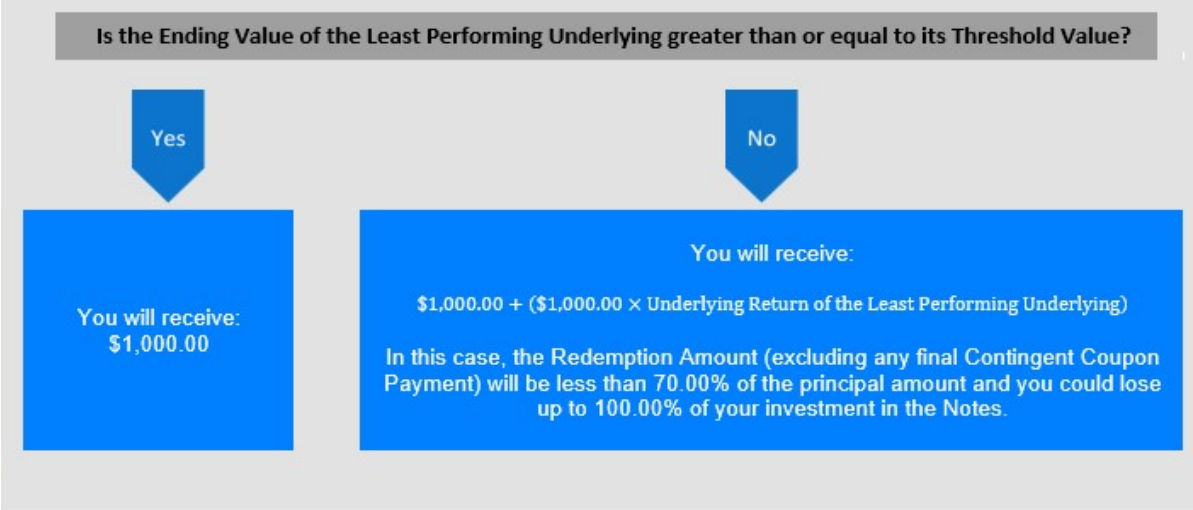 Is the Ending Value of the Least Performing Underlying greater than or equal to its Threshold Value?
Yes
No
You will receive:
$1,000.00
You will receive:
$1,000.00 + ($1,000.00 × Underlying Return of the Least Performing Underlying)
In this case, the Redemption Amount (excluding any final Contingent Coupon
Payment) will be less than 70.00% of the principal amount and you could lose
up to 100.00% of your investment in the Notes.